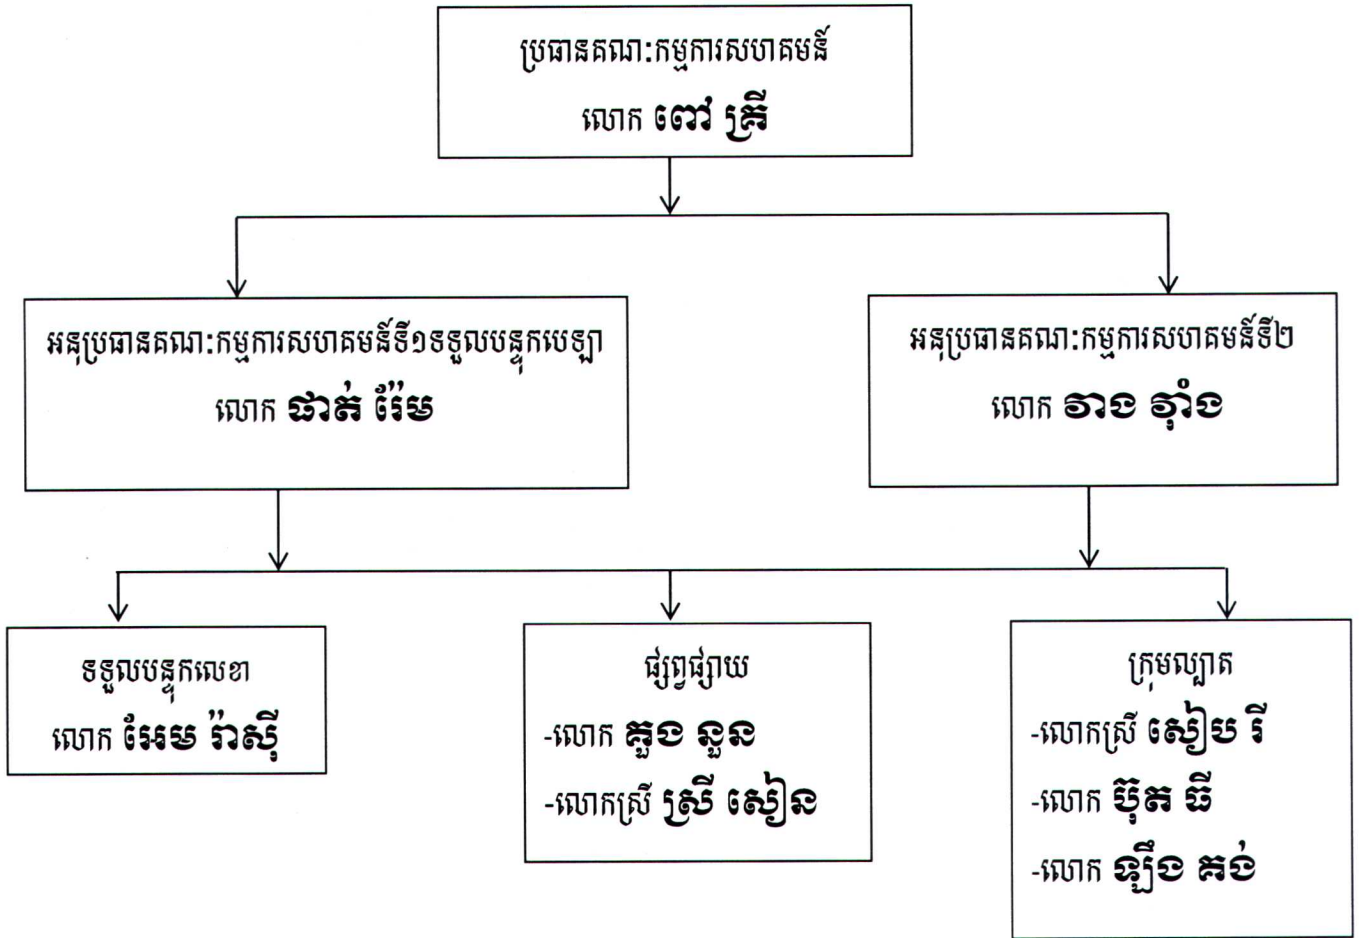 ប្រធានគណៈកម្មការសហគមន៍
លោក ពៅ គ្រី
អនុប្រធានគណៈកម្មការសហគមន៍ទី១ទទួលបន្ទុកបេឡា
លោក ផាត់ រ៉ែម
អនុប្រធានគណៈកម្មការសហគមន៍ទី២
លោក វាង វ៉ាំង
ទទួលបន្ទុកលេខា
លោក អែម រ៉ាស៊ី
ផ្សព្វផ្សាយ
-លោក គួង នួន
-លោកស្រី ស្រី សៀន
ក្រុមល្បាត
-លោកស្រី សៀប រី
-លោក ប៊ុត ធី
-លោក ឡឹង គង់